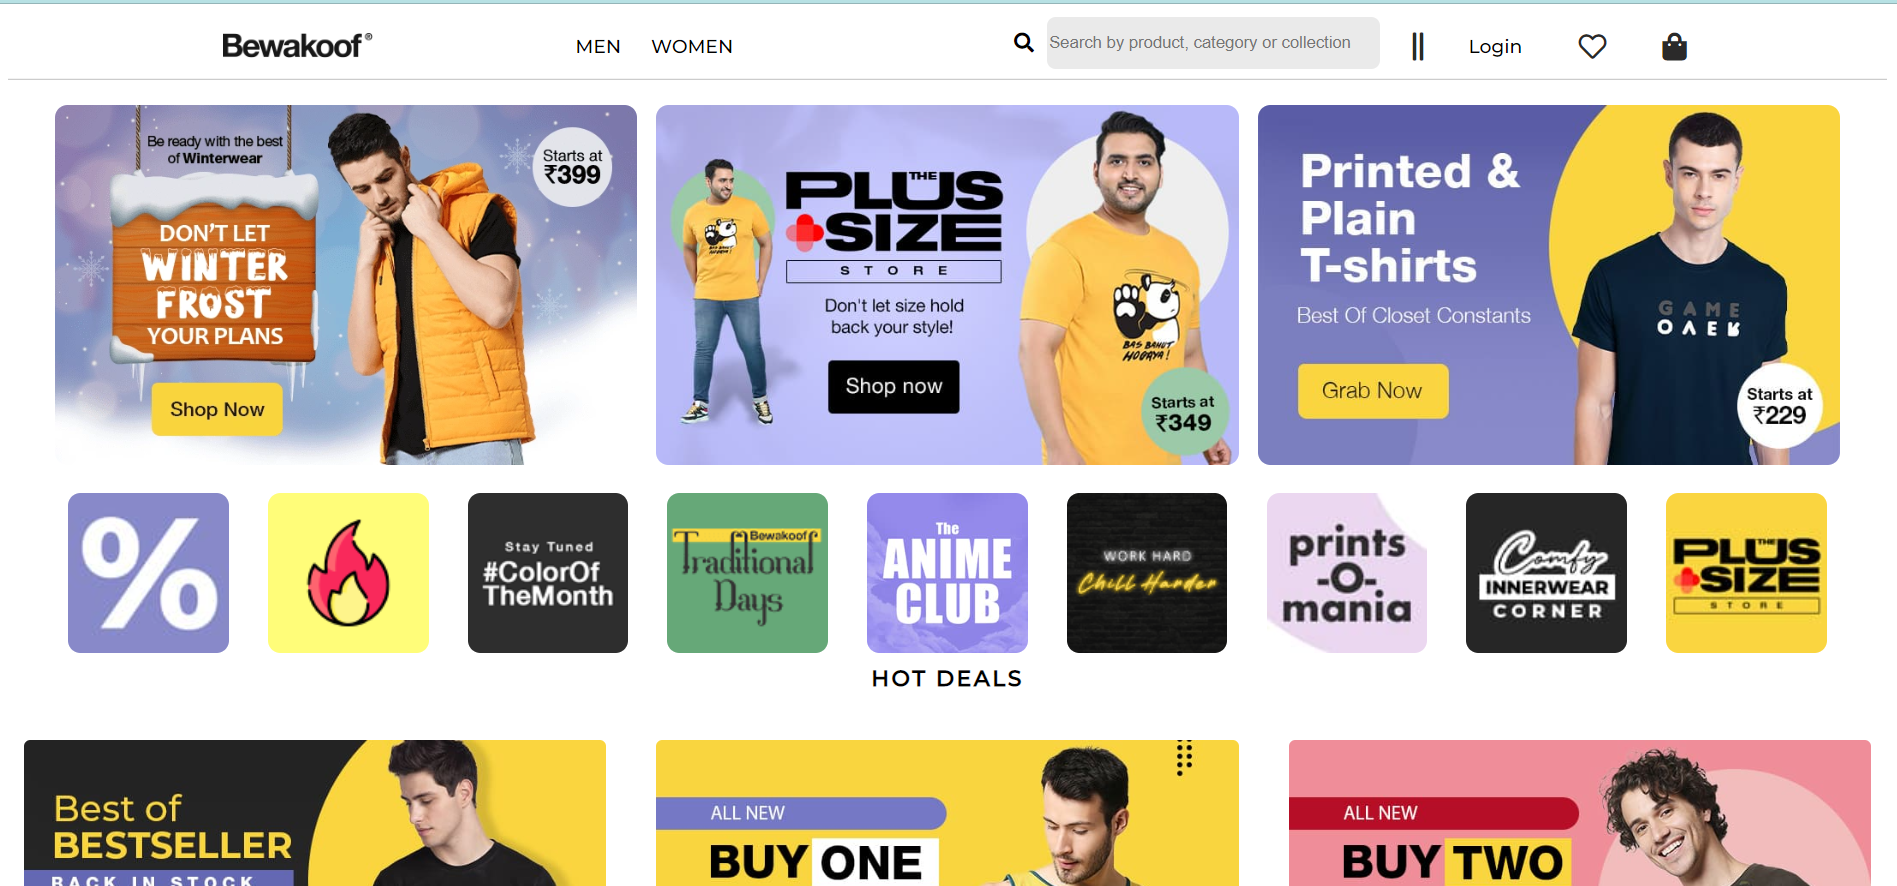 Bewakoof®
MEN WOMEN
Search by product, category or collection
Login
Be ready with the best
of Winterwear
Starts at
₹399
DON'T LET
WINTER
FROST
YOUR PLANS
Shop Now
THE
PLUS
+SIZE
STORE
Don't let size hold
back your style!
Shop now
BAS BAHUT
HOGAYA!
BAS BAHUT
HOGAYA!
Starts at
₹349
Printed &
Plain
T-shirts
Best Of Closet Constants
Grab Now
GAME
OVER
Starts at
₹229
%
Stay Tuned
#ColorOf
TheMonth
Bewakoof
Traditional
Days
The
ANIME
CLUB
WORK HARD
Chill Harder
prints
-O-
mania
Comfy
INNERWEAR
CORNER
THE
PLUS
+SIZE
STORE
HOT DEALS
Best of
BESTSELLER
BACK IN STOCK
ALL NEW
BUY ONE
ALL NEW
BUY TWO